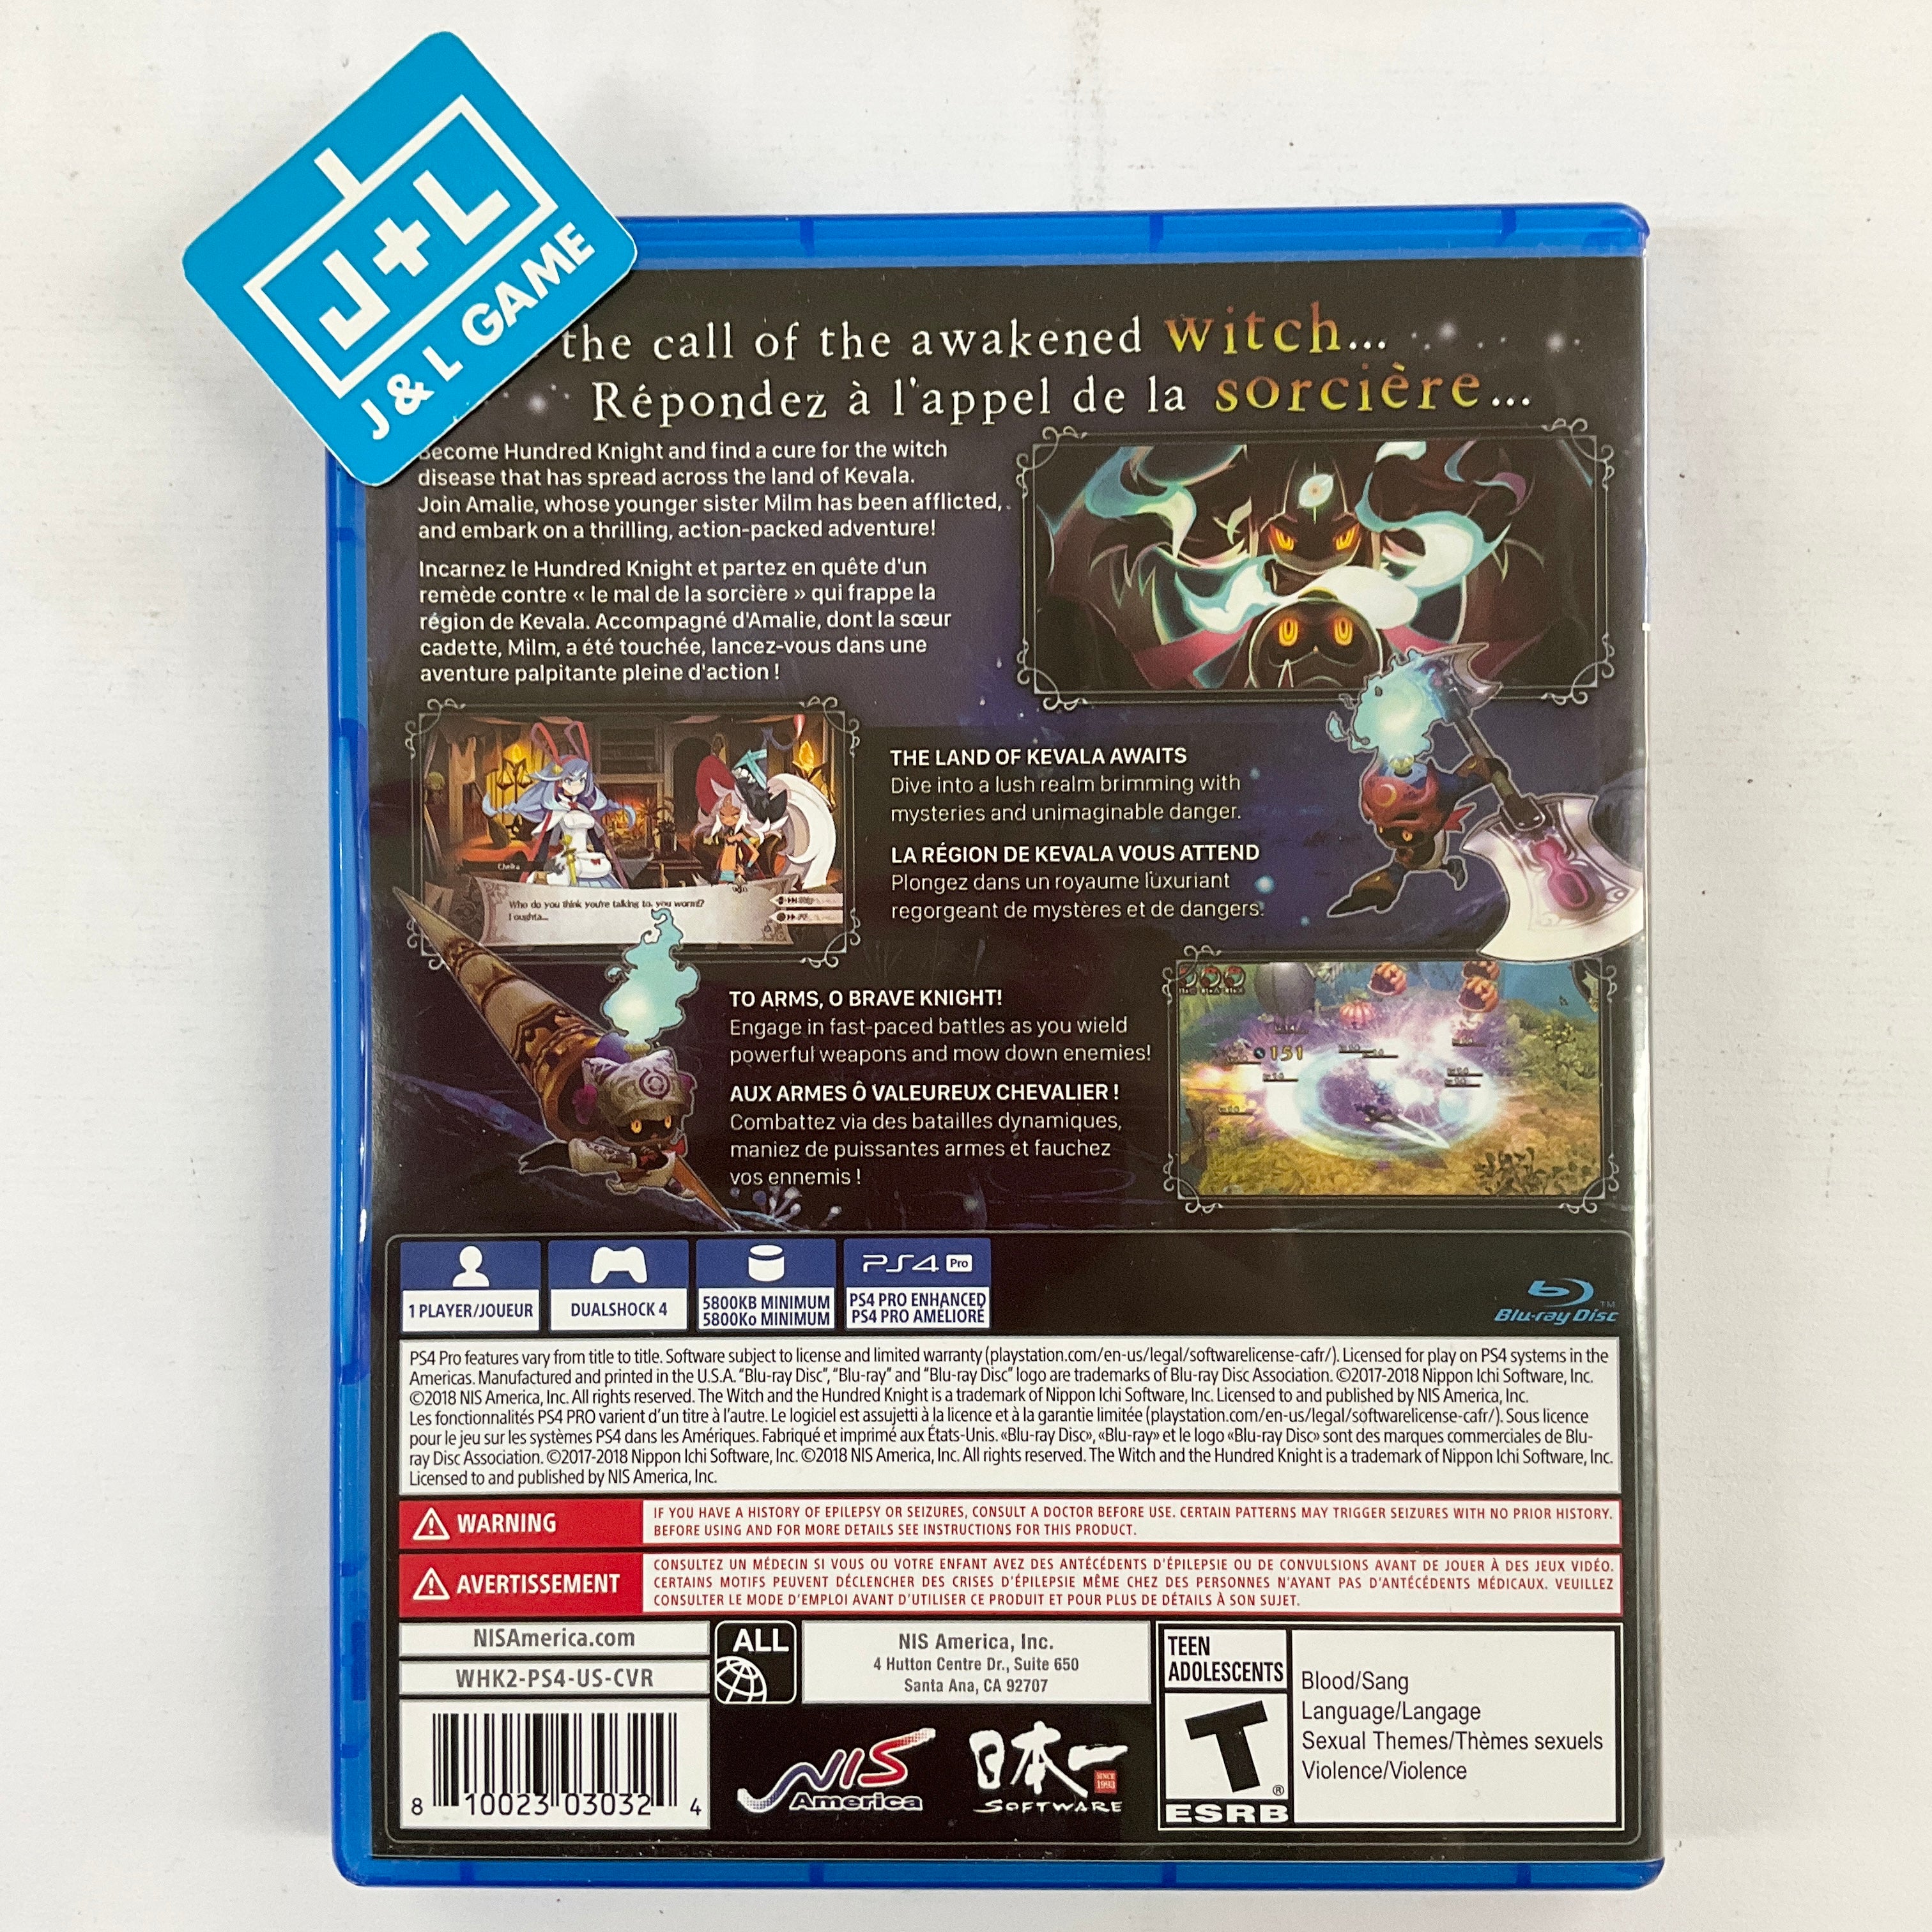 J+L
J & L GAME
the call of the awakened witch...
Répondez à l'appel de la sorcière...
Become Hundred Knight and find a cure for the witch
disease that has spread across the land of Kevala.
Join Amalie, whose younger sister Milm has been afflicted,
and embark on a thrilling, action-packed adventure!
Incarnez le Hundred Knight et partez en quête d'un
remède contre « le mal de la sorcière » qui frappe la
région de Kevala. Accompagné d'Amalie, dont la sœur
cadette, Milm, a été touchée, lancez-vous dans une
aventure palpitante pleine d'action !
Chelka
Who do you think you're talking to, you worm?
I oughta...
THE LAND OF KEVALA AWAITS
Dive into a lush realm brimming with
mysteries and unimaginable danger.
LA RÉGION DE KEVALA VOUS ATTEND
Plongez dans un royaume luxuriant
regorgeant de mystères et de dangers.
TO ARMS, O BRAVE KNIGHT!
Engage in fast-paced battles as you wield
powerful weapons and mow down enemies!
AUX ARMES Ô VALEUREUX CHEVALIER !
Combattez via des batailles dynamiques,
maniez de puissantes armes et fauchez
vos ennemis !
151
PS4 Pro
1 PLAYER/JOUEUR
DUALSHOCK 4
5800KB MINIMUM
5800Ko MINIMUM
PS4 PRO ENHANCED
PS4 PRO AMÉLIORÉ
Blu-ray Disc™
PS4 Pro features vary from title to title. Software subject to license and limited warranty (playstation.com/en-us/legal/softwarelicense-cafr/). Licensed for play on PS4 systems in the
Americas. Manufactured and printed in the U.S.A. “Blu-ray Disc”, “Blu-ray” and “Blu-ray Disc” logo are trademarks of Blu-ray Disc Association. ©2017-2018 Nippon Ichi Software, Inc.
©2018 NIS America, Inc. All rights reserved. The Witch and the Hundred Knight is a trademark of Nippon Ichi Software, Inc. Licensed to and published by NIS America, Inc.
Les fonctionnalités PS4 PRO varient d’un titre à l’autre. Le logiciel est assujetti à la licence et à la garantie limitée (playstation.com/en-us/legal/softwarelicense-cafr/). Sous licence
pour le jeu sur les systèmes PS4 dans les Amériques. Fabriqué et imprimé aux États-Unis. «Blu-ray Disc», «Blu-ray» et le logo «Blu-ray Disc» sont des marques commerciales de Blu-
ray Disc Association. ©2017-2018 Nippon Ichi Software, Inc. ©2018 NIS America, Inc. All rights reserved. The Witch and the Hundred Knight is a trademark of Nippon Ichi Software, Inc.
Licensed to and published by NIS America, Inc.
WARNING
IF YOU HAVE A HISTORY OF EPILEPSY OR SEIZURES, CONSULT A DOCTOR BEFORE USE. CERTAIN PATTERNS MAY TRIGGER SEIZURES WITH NO PRIOR HISTORY.
BEFORE USING AND FOR MORE DETAILS SEE INSTRUCTIONS FOR THIS PRODUCT.
AVERTISSEMENT
CONSULTEZ UN MÉDECIN SI VOUS OU VOTRE ENFANT AVEZ DES ANTÉCÉDENTS D'ÉPILEPSIE OU DE CONVULSIONS AVANT DE JOUER À DES JEUX VIDÉO.
CERTAINS MOTIFS PEUVENT DÉCLENCHER DES CRISES D'ÉPILEPSIE MÊME CHEZ DES PERSONNES N'AYANT PAS D'ANTÉCÉDENTS MÉDICAUX. VEUILLEZ
CONSULTER LE MODE D'EMPLOI AVANT D'UTILISER CE PRODUIT ET POUR PLUS DE DÉTAILS À SON SUJET.
NISAmerica.com
WHK2-PS4-US-CVR
ALL
NIS America, Inc.
4 Hutton Centre Dr., Suite 650
Santa Ana, CA 92707
8 10023 03032 4
NIS America
日本一
SINCE 1993
SOFTWARE
TEEN
ADOLESCENTS
T
ESRB
Blood/Sang
Language/Langage
Sexual Themes/Thèmes sexuels
Violence/Violence